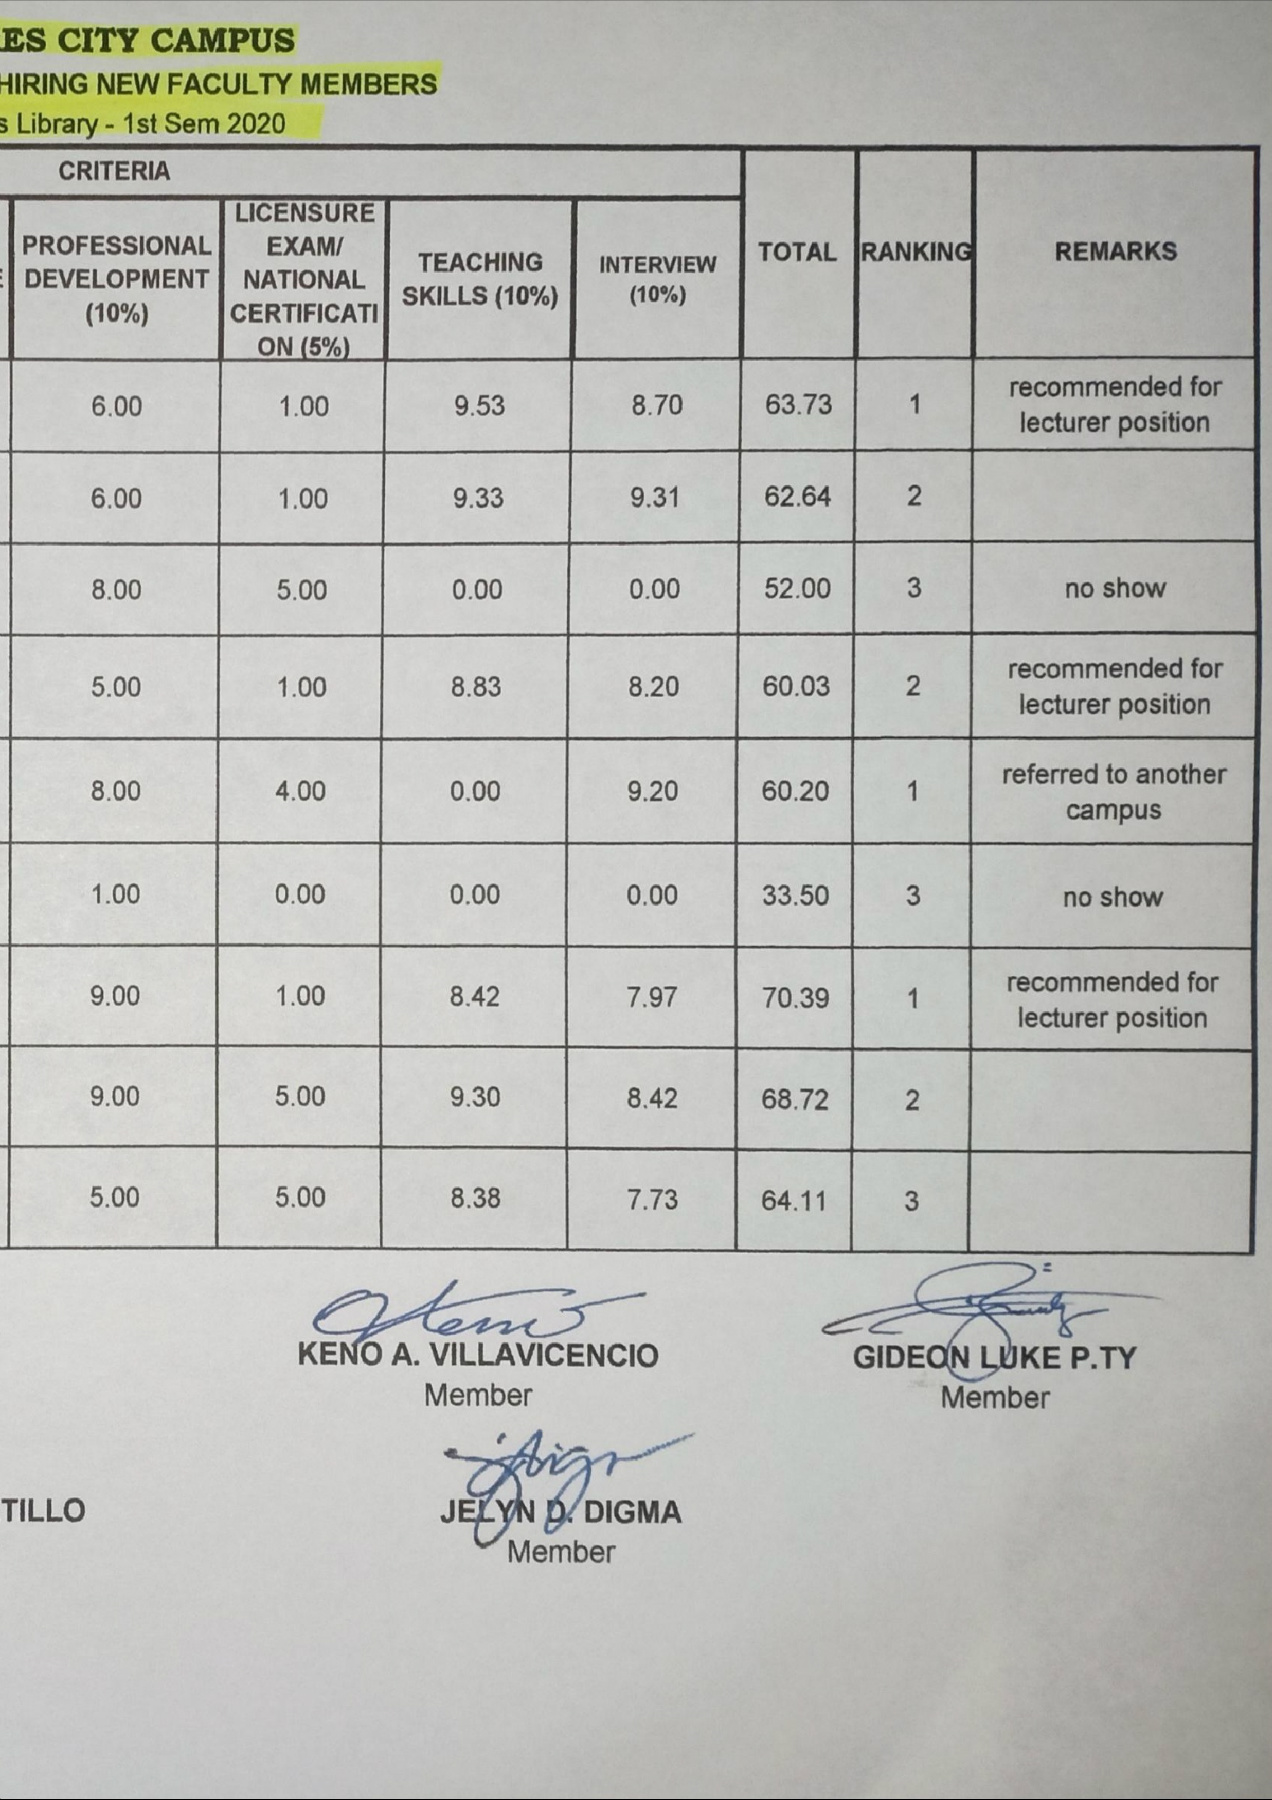 ES CITY CAMPUS
HIRING NEW FACULTY MEMBERS
s Library - 1st Sem 2020
CRITERIA
PROFESSIONAL DEVELOPMENT (10%)
LICENSURE EXAM/ NATIONAL CERTIFICATI ON (5%)
TEACHING SKILLS (10%)
INTERVIEW (10%)
TOTAL
RANKING
REMARKS
6.00 1.00 9.53 8.70 63.73 1 recommended for lecturer position
6.00 1.00 9.33 9.31 62.64 2
8.00 5.00 0.00 0.00 52.00 3 no show
5.00 1.00 8.83 8.20 60.03 2 recommended for lecturer position
8.00 4.00 0.00 9.20 60.20 1 referred to another campus
1.00 0.00 0.00 0.00 33.50 3 no show
9.00 1.00 8.42 7.97 70.39 1 recommended for lecturer position
9.00 5.00 9.30 8.42 68.72 2
5.00 5.00 8.38 7.73 64.11 3
KENO A. VILLAVICENCIO
Member
GIDEON LUKE P.TY
Member
TILLO
JELYN D. DIGMA
Member